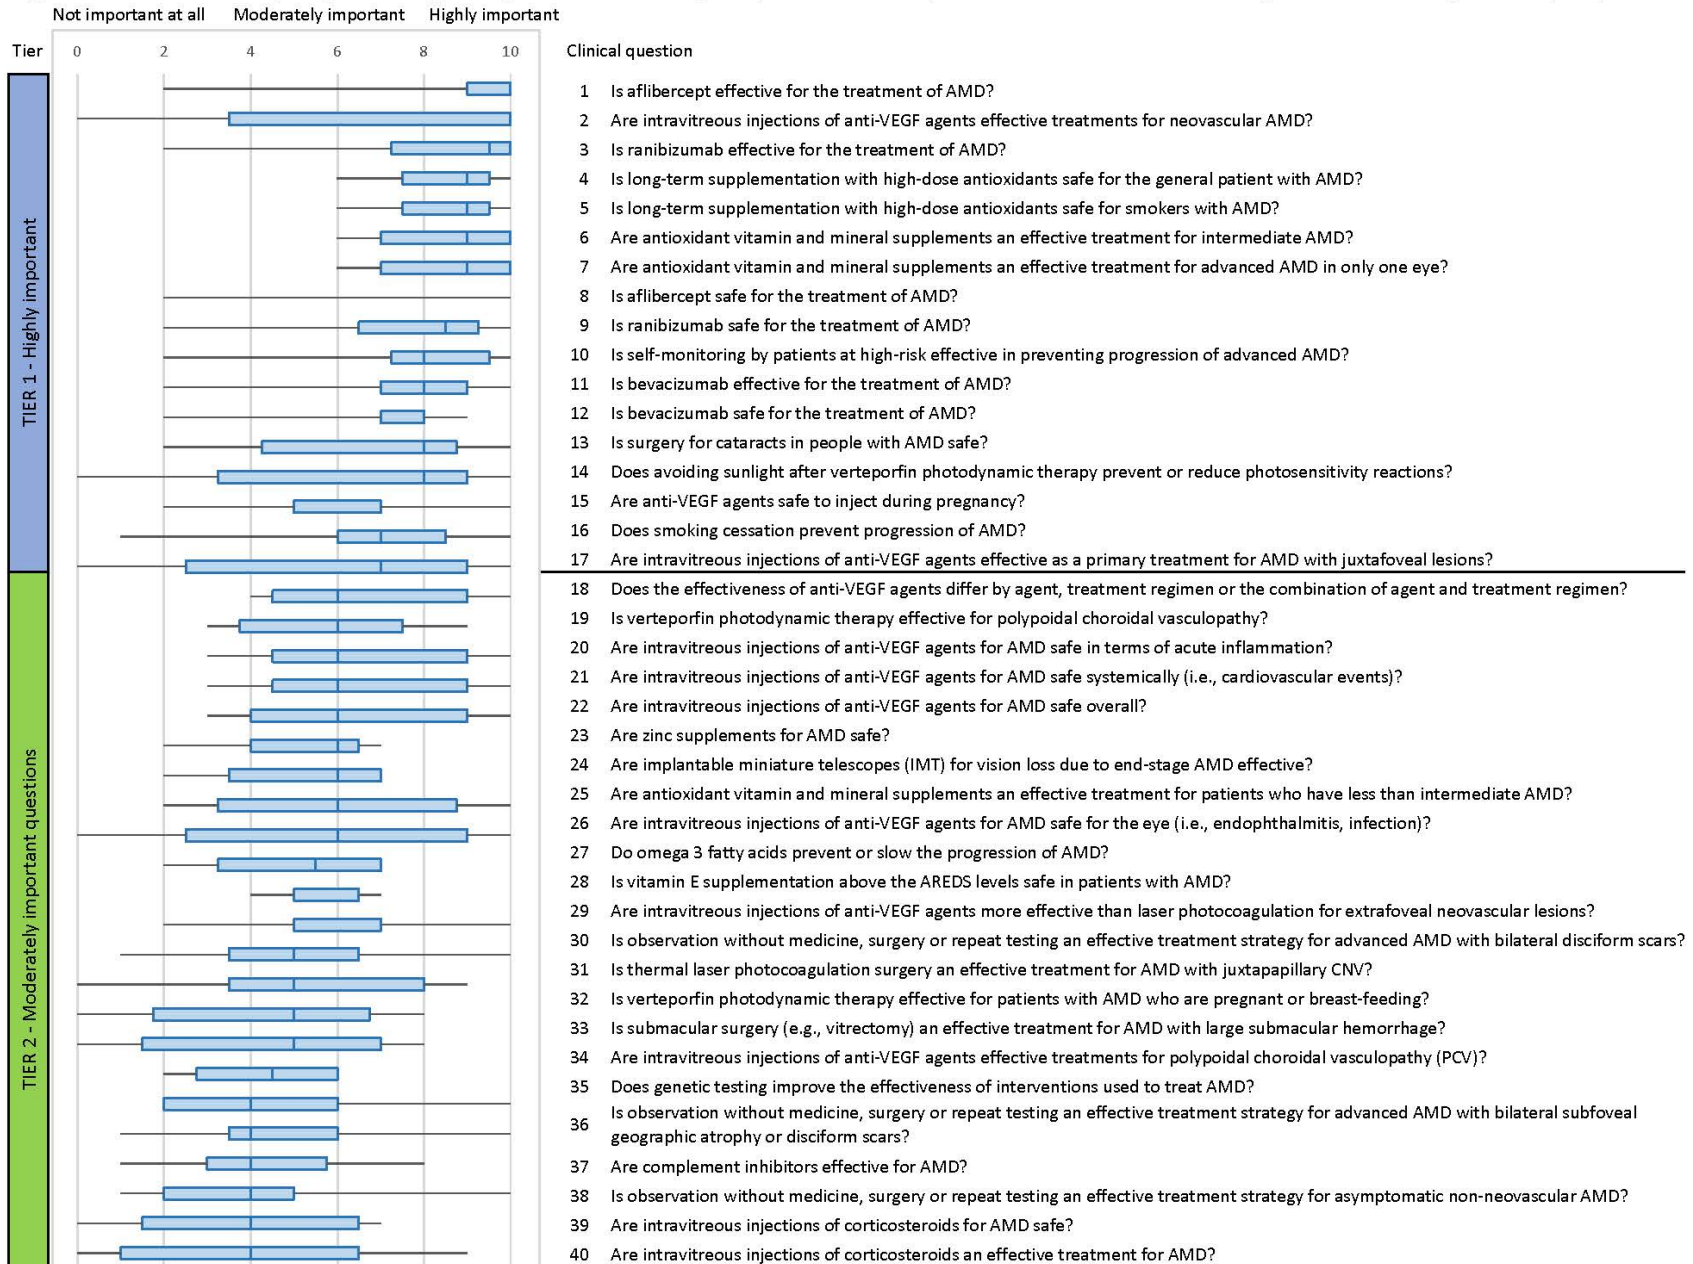 Not important at all Moderately important Highly important
Tier 0 2 4 6 8 10 Clinical question
TIER 1 - Highly important
1 Is aflibercept effective for the treatment of AMD?
2 Are intravitreous injections of anti-VEGF agents effective treatments for neovascular AMD?
3 Is ranibizumab effective for the treatment of AMD?
4 Is long-term supplementation with high-dose antioxidants safe for the general patient with AMD?
5 Is long-term supplementation with high-dose antioxidants safe for smokers with AMD?
6 Are antioxidant vitamin and mineral supplements an effective treatment for intermediate AMD?
7 Are antioxidant vitamin and mineral supplements an effective treatment for advanced AMD in only one eye?
8 Is aflibercept safe for the treatment of AMD?
9 Is ranibizumab safe for the treatment of AMD?
10 Is self-monitoring by patients at high-risk effective in preventing progression of advanced AMD?
11 Is bevacizumab effective for the treatment of AMD?
12 Is bevacizumab safe for the treatment of AMD?
13 Is surgery for cataracts in people with AMD safe?
14 Does avoiding sunlight after verteporfin photodynamic therapy prevent or reduce photosensitivity reactions?
15 Are anti-VEGF agents safe to inject during pregnancy?
16 Does smoking cessation prevent progression of AMD?
17 Are intravitreous injections of anti-VEGF agents effective as a primary treatment for AMD with juxtafoveal lesions?
TIER 2 - Moderately important questions
18 Does the effectiveness of anti-VEGF agents differ by agent, treatment regimen or the combination of agent and treatment regimen?
19 Is verteporfin photodynamic therapy effective for polypoidal choroidal vasculopathy?
20 Are intravitreous injections of anti-VEGF agents for AMD safe in terms of acute inflammation?
21 Are intravitreous injections of anti-VEGF agents for AMD safe systemically (i.e., cardiovascular events)?
22 Are intravitreous injections of anti-VEGF agents for AMD safe overall?
23 Are zinc supplements for AMD safe?
24 Are implantable miniature telescopes (IMT) for vision loss due to end-stage AMD effective?
25 Are antioxidant vitamin and mineral supplements an effective treatment for patients who have less than intermediate AMD?
26 Are intravitreous injections of anti-VEGF agents for AMD safe for the eye (i.e., endophthalmitis, infection)?
27 Do omega 3 fatty acids prevent or slow the progression of AMD?
28 Is vitamin E supplementation above the AREDS levels safe in patients with AMD?
29 Are intravitreous injections of anti-VEGF agents more effective than laser photocoagulation for extrafoveal neovascular lesions?
30 Is observation without medicine, surgery or repeat testing an effective treatment strategy for advanced AMD with bilateral disciform scars?
31 Is thermal laser photocoagulation surgery an effective treatment for AMD with juxtapapillary CNV?
32 Is verteporfin photodynamic therapy effective for patients with AMD who are pregnant or breast-feeding?
33 Is submacular surgery (e.g., vitrectomy) an effective treatment for AMD with large submacular hemorrhage?
34 Are intravitreous injections of anti-VEGF agents effective treatments for polypoidal choroidal vasculopathy (PCV)?
35 Does genetic testing improve the effectiveness of interventions used to treat AMD?
36 Is observation without medicine, surgery or repeat testing an effective treatment strategy for advanced AMD with bilateral subfoveal
geographic atrophy or disciform scars?
37 Are complement inhibitors effective for AMD?
38 Is observation without medicine, surgery or repeat testing an effective treatment strategy for asymptomatic non-neovascular AMD?
39 Are intravitreous injections of corticosteroids for AMD safe?
40 Are intravitreous injections of corticosteroids an effective treatment for AMD?